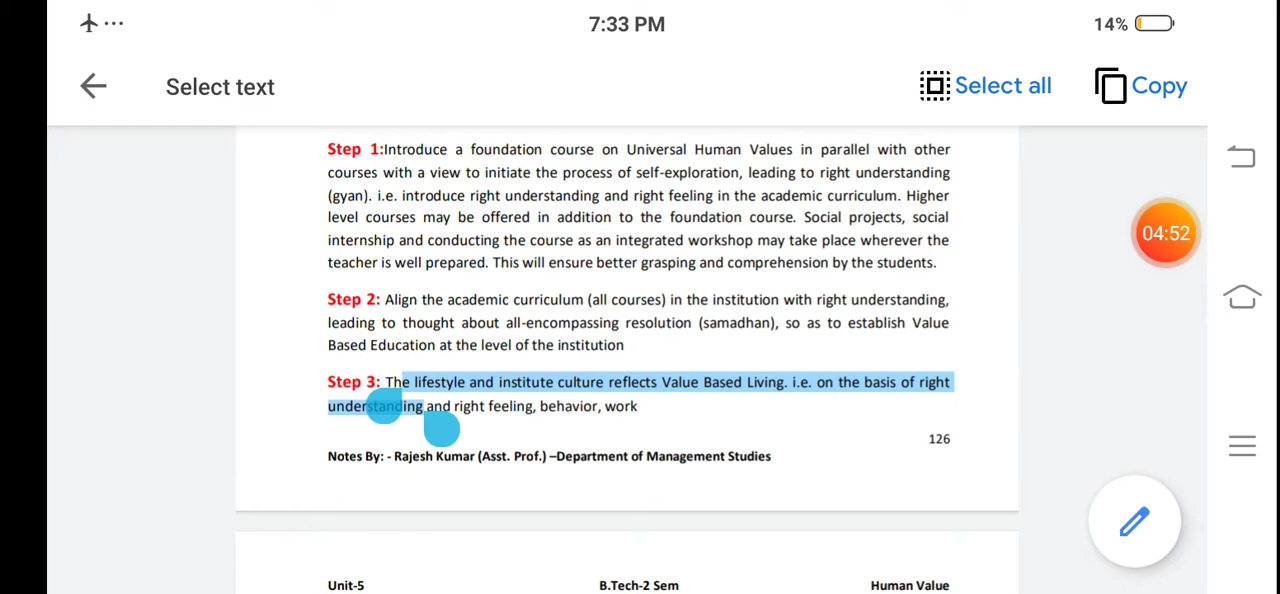 7:33 PM
14%
Select text
Select all
Copy
Step 1:Introduce a foundation course on Universal Human Values in parallel with other
courses with a view to initiate the process of self-exploration, leading to right understanding
(gyan). i.e. introduce right understanding and right feeling in the academic curriculum. Higher
level courses may be offered in addition to the foundation course. Social projects, social
internship and conducting the course as an integrated workshop may take place wherever the
teacher is well prepared. This will ensure better grasping and comprehension by the students.
04:52
Step 2: Align the academic curriculum (all courses) in the institution with right understanding,
leading to thought about all-encompassing resolution (samadhan), so as to establish Value
Based Education at the level of the institution
Step 3: The lifestyle and institute culture reflects Value Based Living. i.e. on the basis of right
understanding and right feeling, behavior, work
126
Notes By: - Rajesh Kumar (Asst. Prof.) –Department of Management Studies
Unit-5 B.Tech-2 Sem Human Value